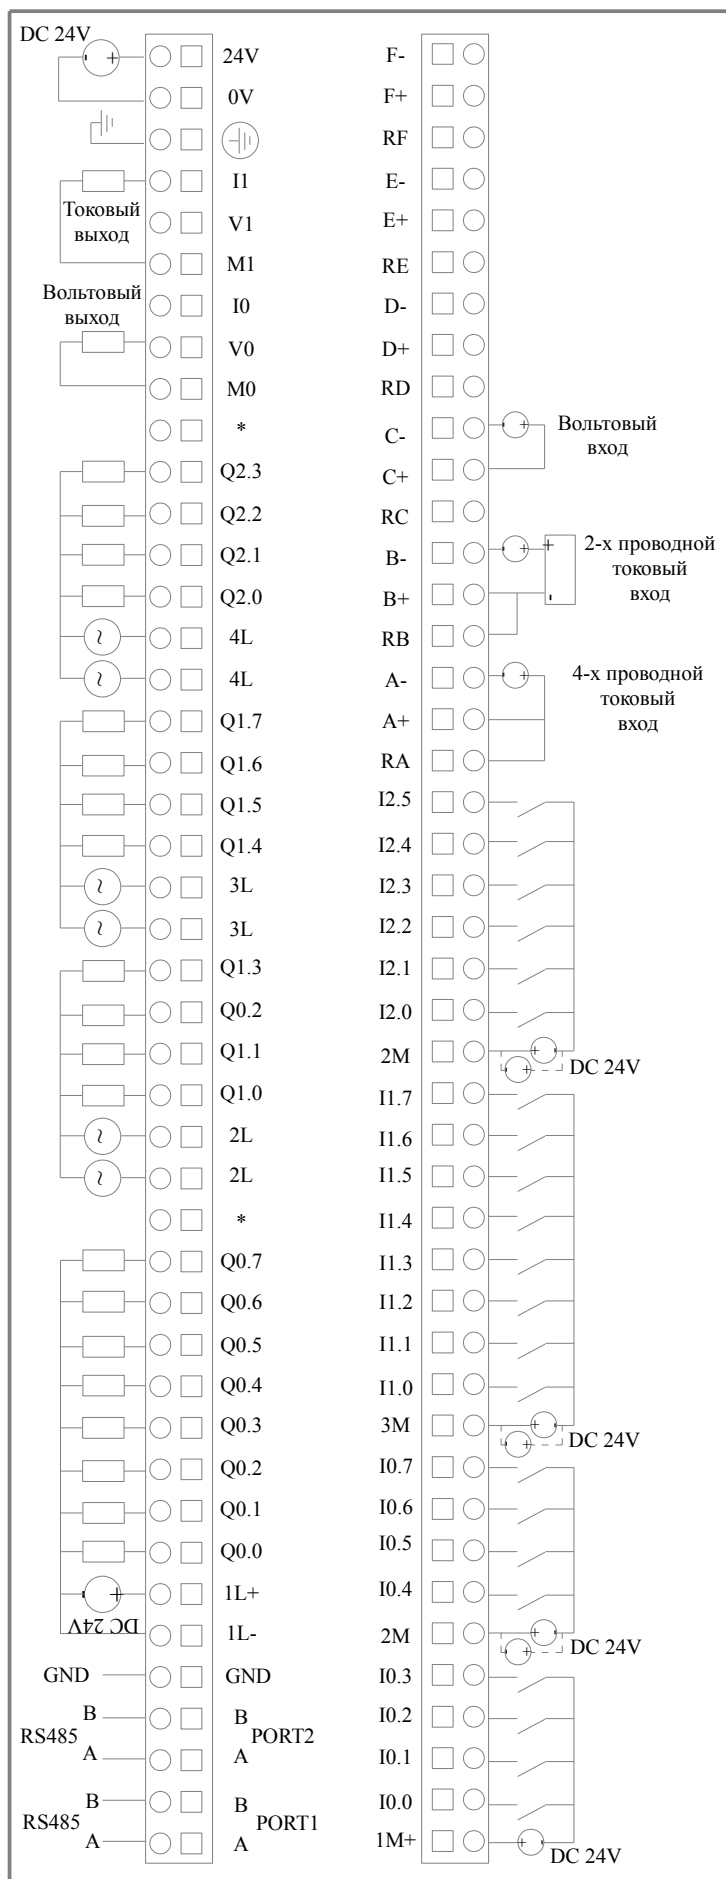 DC 24V
24V
0V
I1
Токовый
выход
V1
M1
Вольтовый
выход
I0
V0
M0
*
Q2.3
Q2.2
Q2.1
Q2.0
4L
4L
Q1.7
Q1.6
Q1.5
Q1.4
3L
3L
Q1.3
Q0.2
Q1.1
Q1.0
2L
2L
*
Q0.7
Q0.6
Q0.5
Q0.4
Q0.3
Q0.2
Q0.1
Q0.0
1L+
DC 24V
1L-
GND
GND
B
B
RS485
PORT2
A
A
B
B
RS485
PORT1
A
A
F-
F+
RF
E-
E+
RE
D-
D+
RD
C-
Вольтовый
вход
C+
RC
B-
2-х проводной
токовый
вход
B+
RB
A-
4-х проводной
токовый
вход
A+
RA
I2.5
I2.4
I2.3
I2.2
I2.1
I2.0
2M
DC 24V
I1.7
I1.6
I1.5
I1.4
I1.3
I1.2
I1.1
I1.0
3M
DC 24V
I0.7
I0.6
I0.5
I0.4
2M
DC 24V
I0.3
I0.2
I0.1
I0.0
1M+
DC 24V